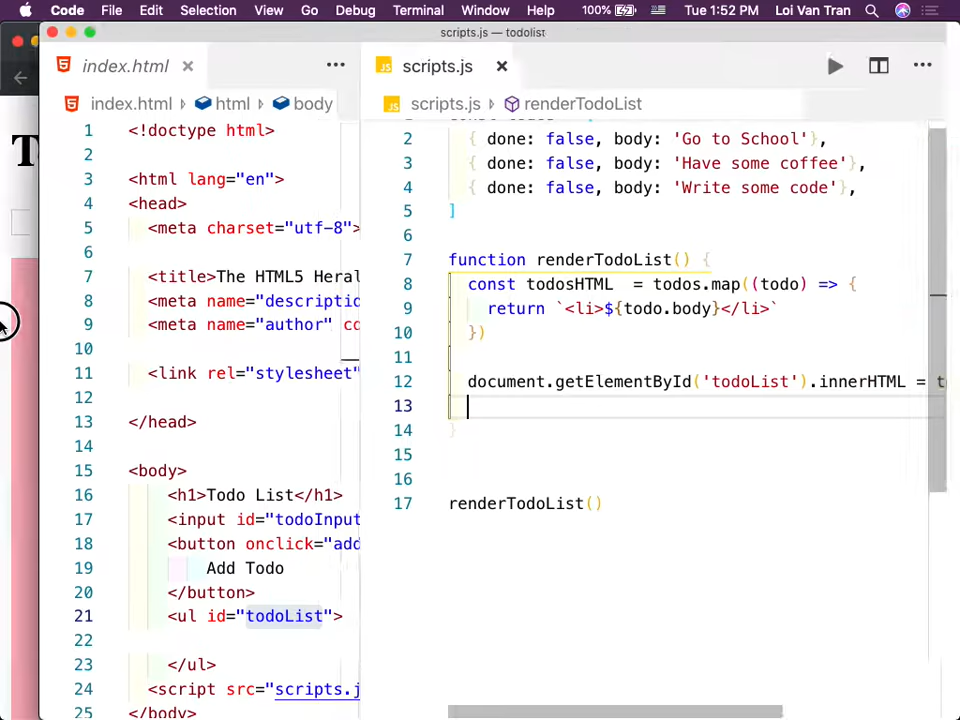 Code File Edit Selection View Go Debug Terminal Window Help 100% Tue 1:52 PM Loi Van Tran
scripts.js — todolist
index.html
scripts.js
index.html html body
scripts.js renderTodoList
1 <!doctype html>
2
3 <html lang="en">
4 <head>
5 <meta charset="utf-8">
6
7 <title>The HTML5 Heral
8 <meta name="descriptio
9 <meta name="author" co
10
11 <link rel="stylesheet"
12
13 </head>
14
15 <body>
16 <h1>Todo List</h1>
17 <input id="todoInput
18 <button onclick="add
19 Add Todo
20 </button>
21 <ul id="todoList">
22
23 </ul>
24 <script src="scripts.j
25 </body>
2 { done: false, body: 'Go to School'},
3 { done: false, body: 'Have some coffee'},
4 { done: false, body: 'Write some code'},
5 ]
6
7 function renderTodoList() {
8 const todosHTML = todos.map((todo) => {
9 return `<li>${todo.body}</li>`
10 })
11
12 document.getElementById('todoList').innerHTML = t
13
14 }
15
16
17 renderTodoList()